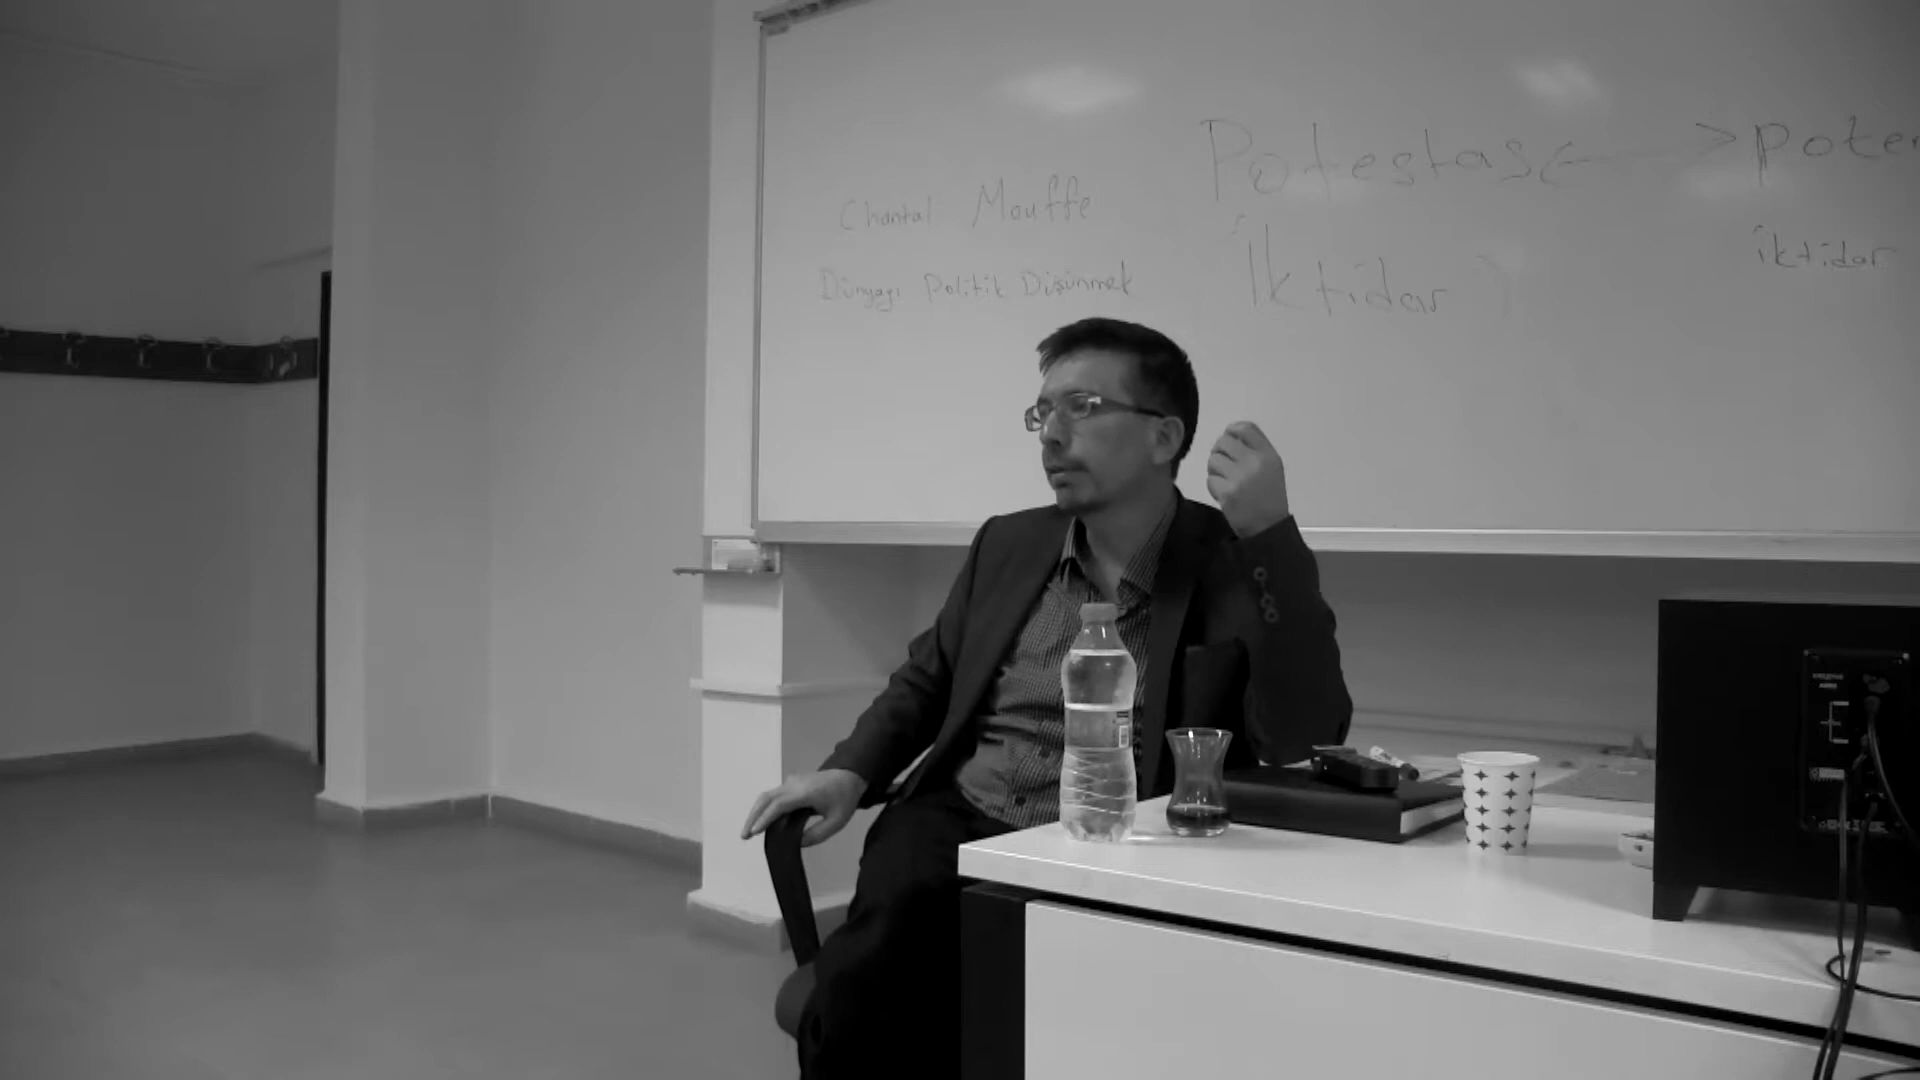 Chantal Mouffe
Dünyayı Politik Düşünmek
Potestas <-> poten
İktidar
iktidar